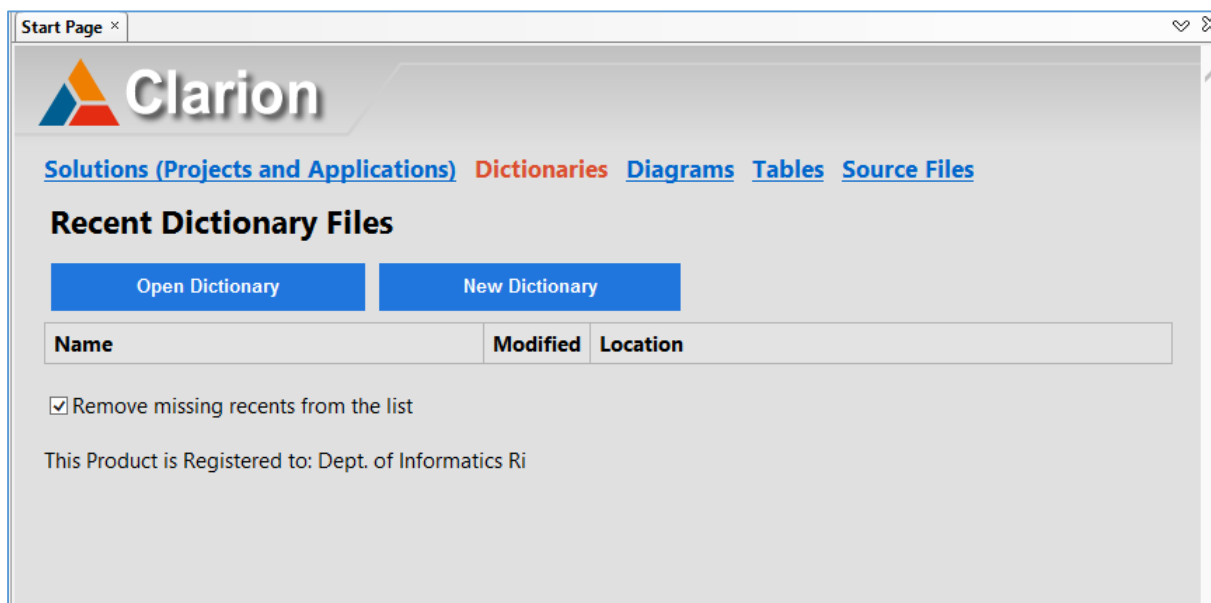 Start Page
Clarion
Solutions (Projects and Applications) Dictionaries Diagrams Tables Source Files
Recent Dictionary Files
Open Dictionary New Dictionary
Name Modified Location
Remove missing recents from the list
This Product is Registered to: Dept. of Informatics Ri